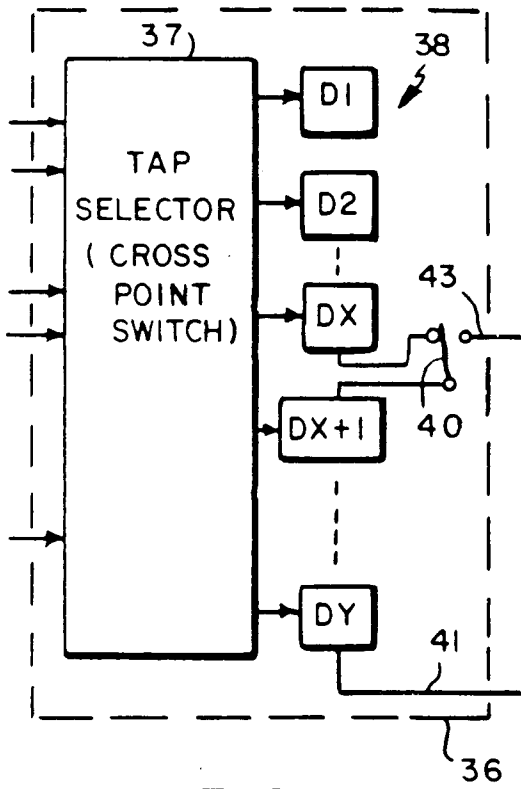 37
38
D1
TAP
SELECTOR
( CROSS
POINT
SWITCH)
D2
DX
43
40
DX+1
DY
41
36